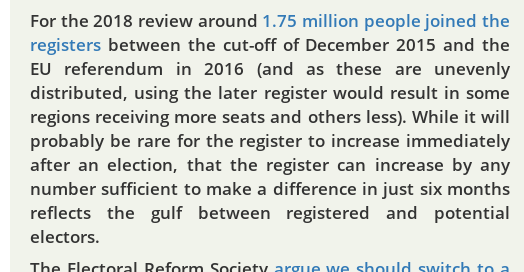 For the 2018 review around 1.75 million people joined the
registers between the cut-off of December 2015 and the
EU referendum in 2016 (and as these are unevenly
distributed, using the later register would result in some
regions receiving more seats and others less). While it will
probably be rare for the register to increase immediately
after an election, that the register can increase by any
number sufficient to make a difference in just six months
reflects the gulf between registered and potential
electors.
The Electoral Reform Society argue we should switch to a